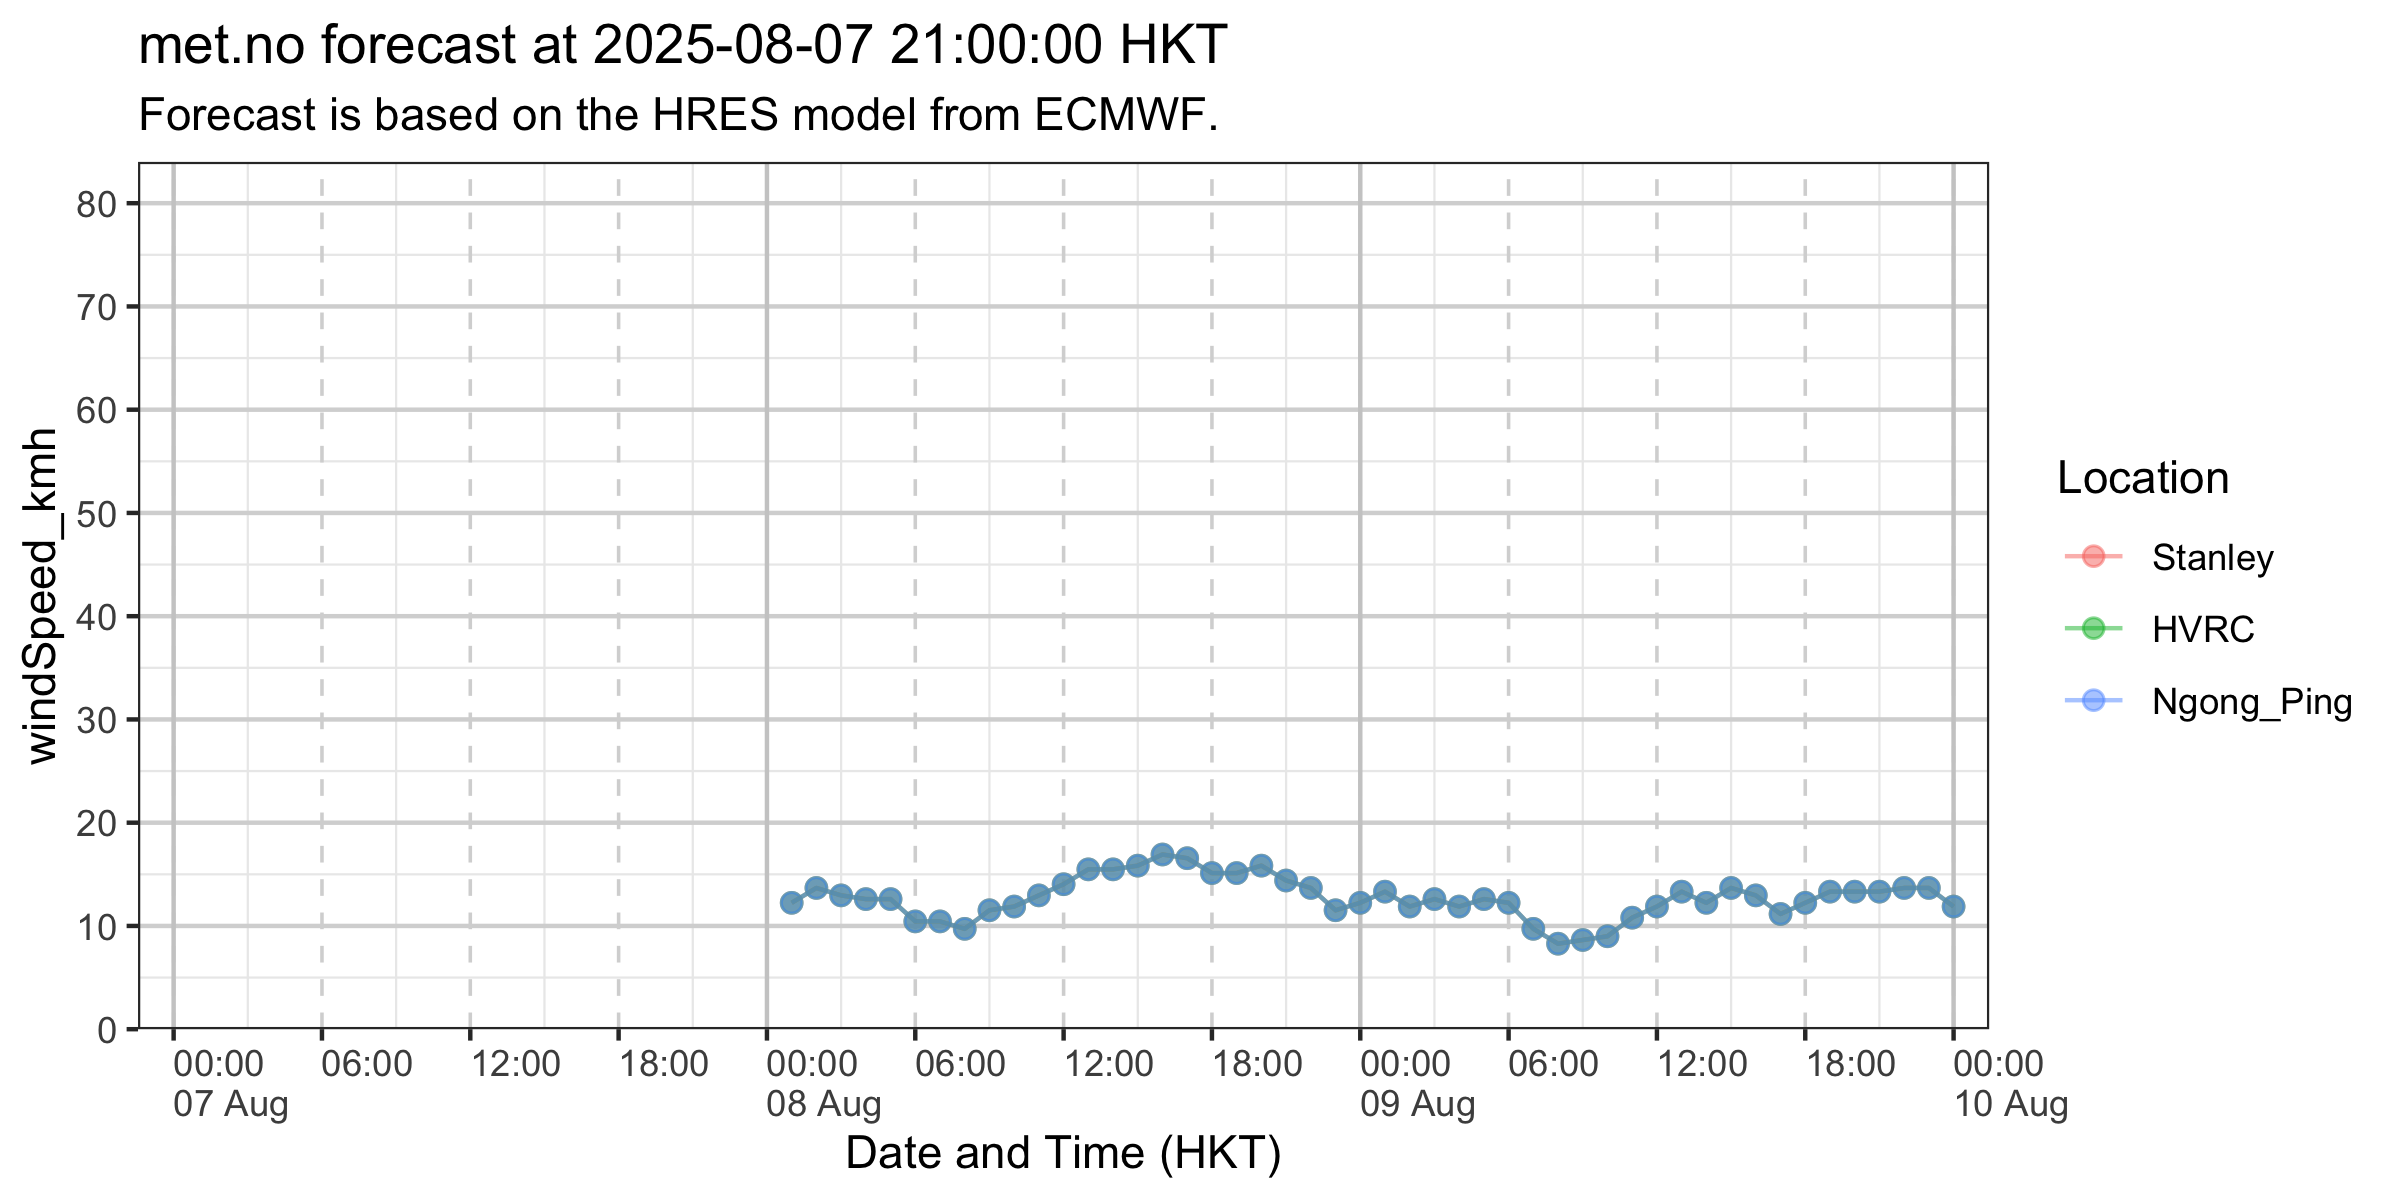 met.no forecast at 2025-08-07 21:00:00 HKT
Forecast is based on the HRES model from ECMWF.
windSpeed_kmh
80
70
60
50
40
30
20
10
0
00:00 06:00 12:00 18:00 00:00 06:00 12:00 18:00 00:00 06:00 12:00 18:00 00:00
07 Aug 08 Aug 09 Aug 10 Aug
Date and Time (HKT)
Location
Stanley
HVRC
Ngong_Ping